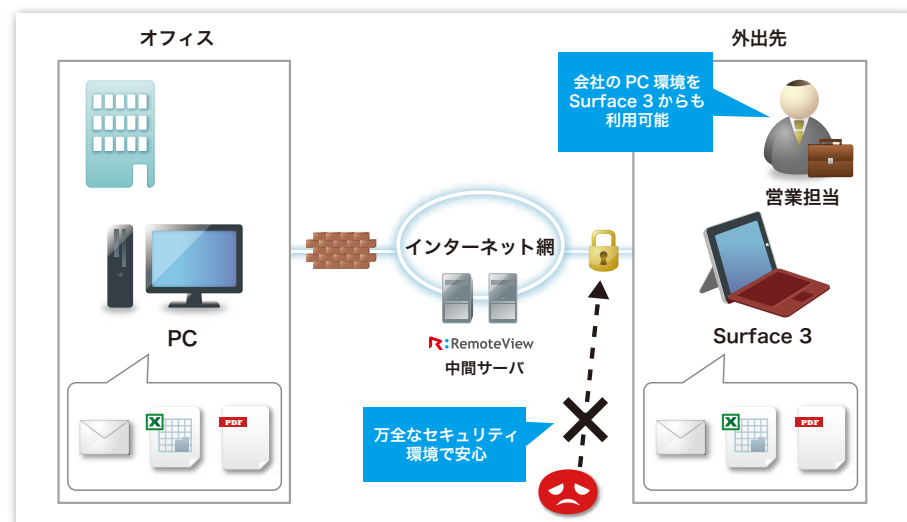 オフィス
外出先
会社の PC 環境を
Surface 3 からも
利用可能
営業担当
インターネット網
PC
R:RemoteView
中間サーバ
Surface 3
X
PDF
万全なセキュリティ
環境で安心
X
PDF